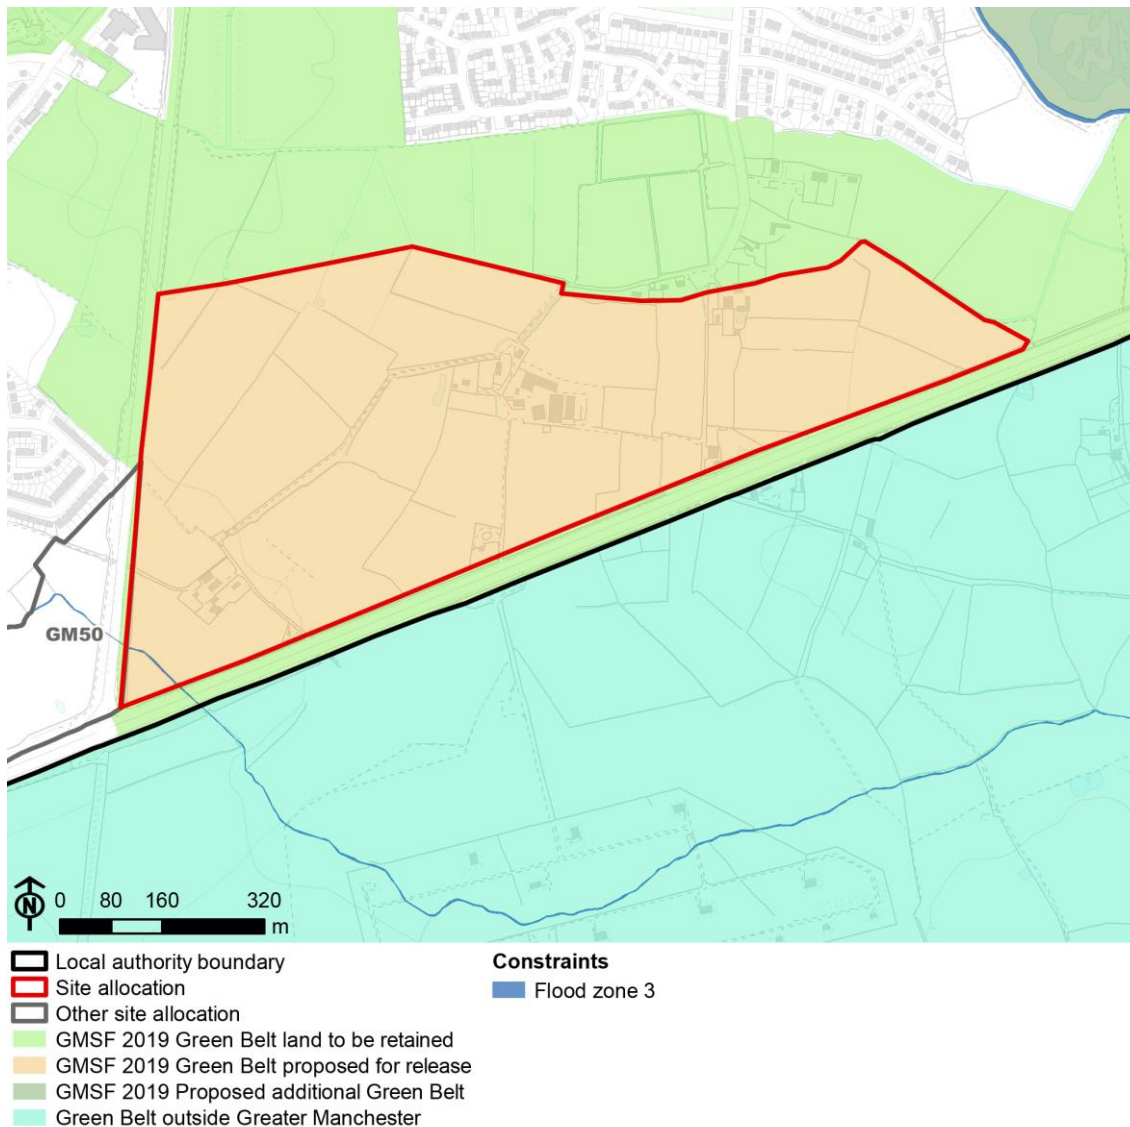 GM50
N
0 80 160 320
m
Local authority boundary
Site allocation
Other site allocation
GMSF 2019 Green Belt land to be retained
GMSF 2019 Green Belt proposed for release
GMSF 2019 Proposed additional Green Belt
Green Belt outside Greater Manchester
Constraints
Flood zone 3